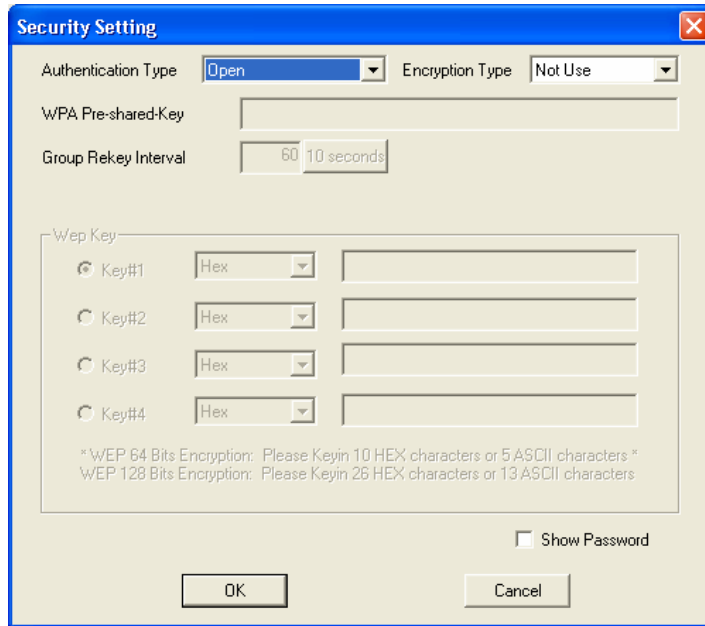 Security Setting
Authentication Type Open Encryption Type Not Use
WPA Pre-shared-Key
Group Rekey Interval 60 10 seconds
Wep Key
Key#1 Hex
Key#2 Hex
Key#3 Hex
Key#4 Hex
* WEP 64 Bits Encryption: Please Keyin 10 HEX characters or 5 ASCII characters *
WEP 128 Bits Encryption: Please Keyin 26 HEX characters or 13 ASCII characters
Show Password
OK Cancel